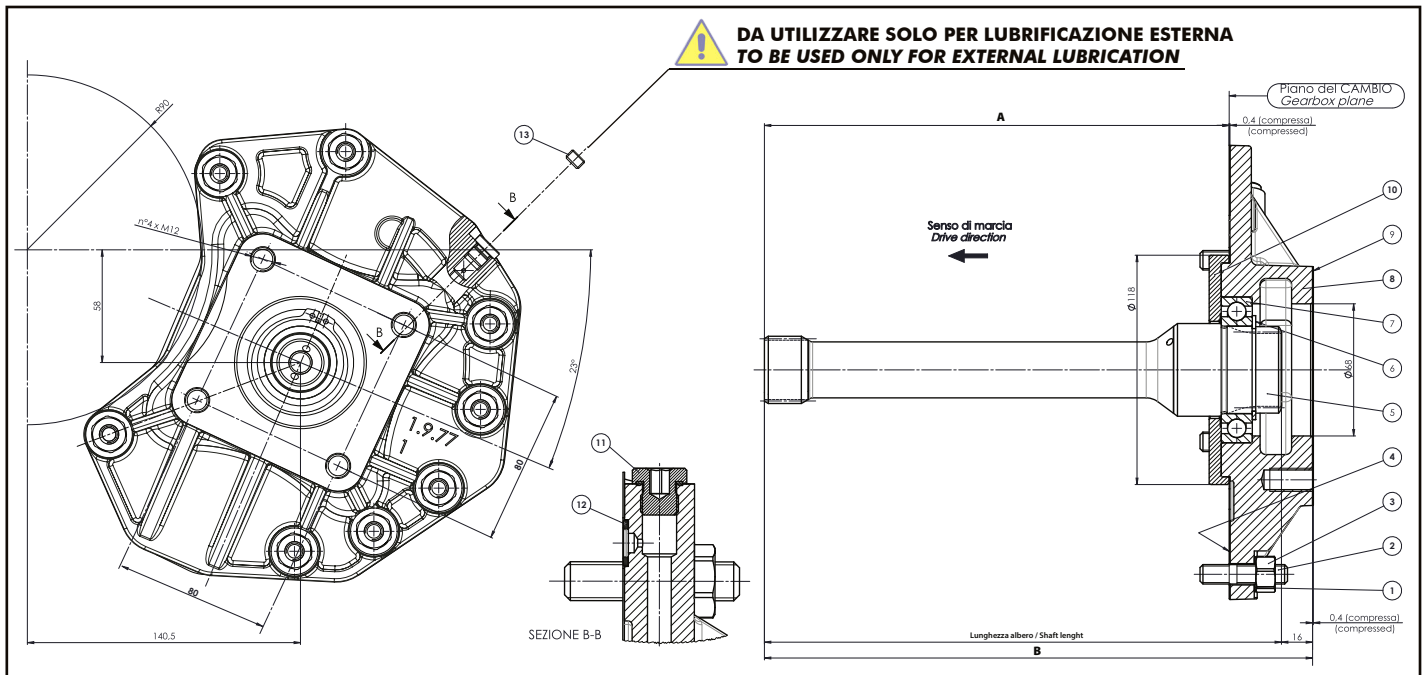 DA UTILIZZARE SOLO PER LUBRIFICAZIONE ESTERNA
TO BE USED ONLY FOR EXTERNAL LUBRICATION
Piano del CAMBIO
Gearbox plane
A
0,4 (compressa)
(compressed)
R90
13
B
n°4 x M12
58
B
23°
1.9.77
1
80
80
140,5
11
12
SEZIONE B-B
Senso di marcia
Drive direction
Ø118
Ø68
10
9
8
7
6
5
4
3
2
1
0,4 (compressa)
(compressed)
Lunghezza albero / Shaft lenght
16
B